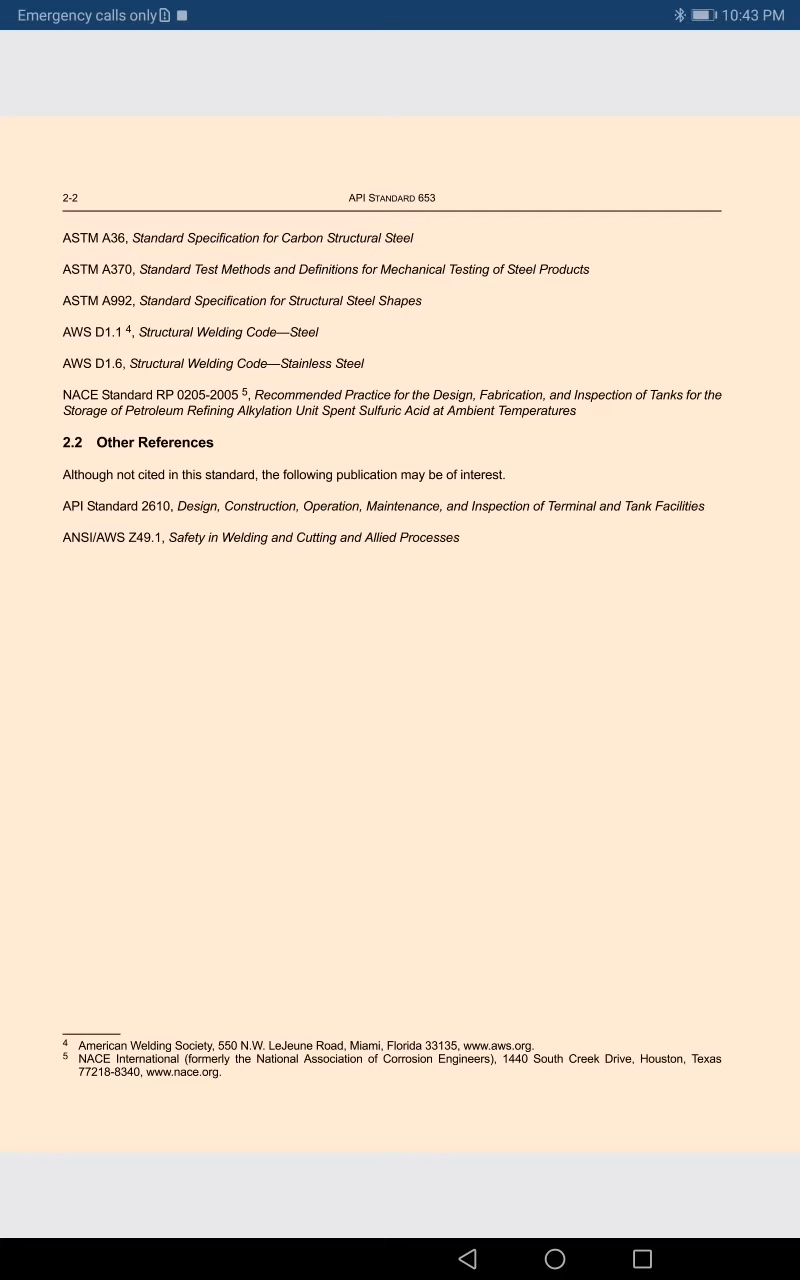 Emergency calls only
10:43 PM
2-2
API STANDARD 653
ASTM A36, Standard Specification for Carbon Structural Steel
ASTM A370, Standard Test Methods and Definitions for Mechanical Testing of Steel Products
ASTM A992, Standard Specification for Structural Steel Shapes
AWS D1.1 4, Structural Welding Code—Steel
AWS D1.6, Structural Welding Code—Stainless Steel
NACE Standard RP 0205-2005 5, Recommended Practice for the Design, Fabrication, and Inspection of Tanks for the
Storage of Petroleum Refining Alkylation Unit Spent Sulfuric Acid at Ambient Temperatures
2.2 Other References
Although not cited in this standard, the following publication may be of interest.
API Standard 2610, Design, Construction, Operation, Maintenance, and Inspection of Terminal and Tank Facilities
ANSI/AWS Z49.1, Safety in Welding and Cutting and Allied Processes
4 American Welding Society, 550 N.W. LeJeune Road, Miami, Florida 33135, www.aws.org.
5 NACE International (formerly the National Association of Corrosion Engineers), 1440 South Creek Drive, Houston, Texas
77218-8340, www.nace.org.